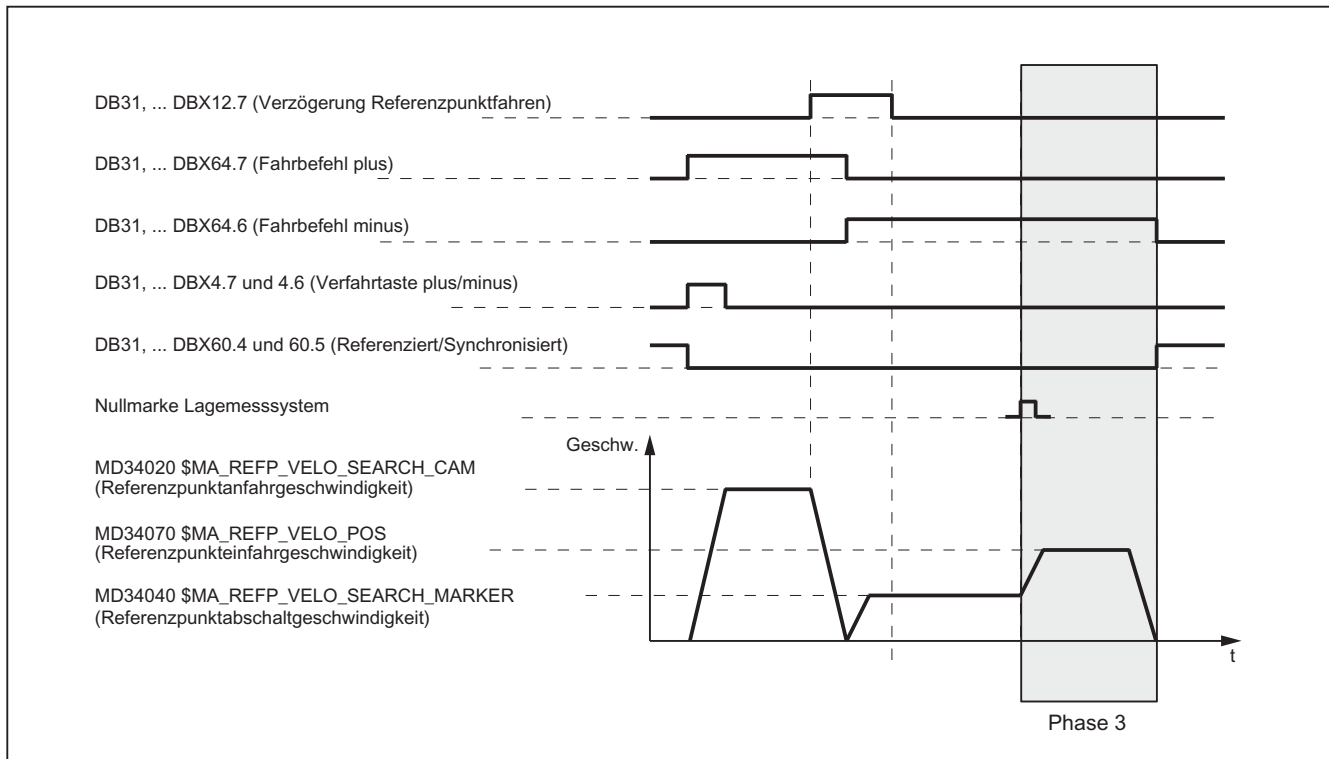 DB31, ... DBX12.7 (Verzögerung Referenzpunktfahren)
DB31, ... DBX64.7 (Fahrbefehl plus)
DB31, ... DBX64.6 (Fahrbefehl minus)
DB31, ... DBX4.7 und 4.6 (Verfahrtaste plus/minus)
DB31, ... DBX60.4 und 60.5 (Referenziert/Synchronisiert)
Nullmarke Lagemesssystem
Geschw.
MD34020 $MA_REFP_VELO_SEARCH_CAM
(Referenzpunktanfahrgeschwindigkeit)
MD34070 $MA_REFP_VELO_POS
(Referenzpunkteinfahrgeschwindigkeit)
MD34040 $MA_REFP_VELO_SEARCH_MARKER
(Referenzpunktabschaltgeschwindigkeit)
t
Phase 3